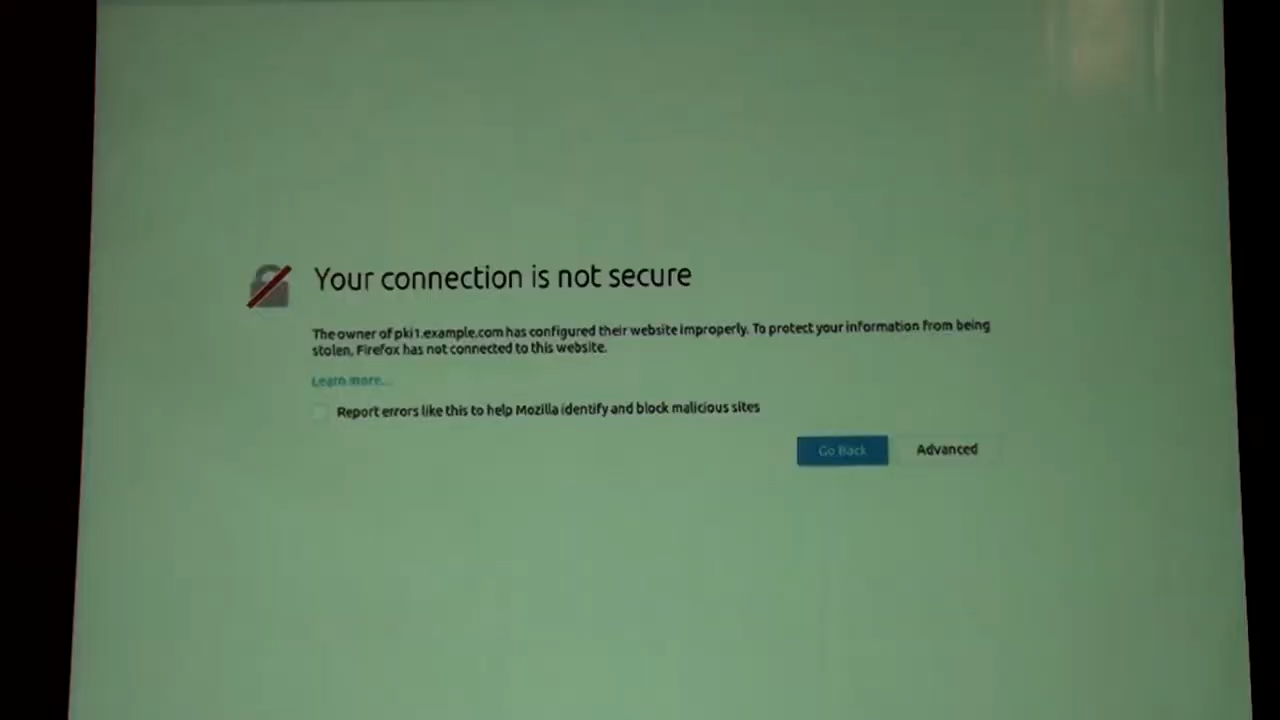 Your connection is not secure
The owner of pki1.example.com has configured their website improperly. To protect your information from being
stolen, Firefox has not connected to this website.
Learn more...
Report errors like this to help Mozilla identify and block malicious sites
Go Back
Advanced